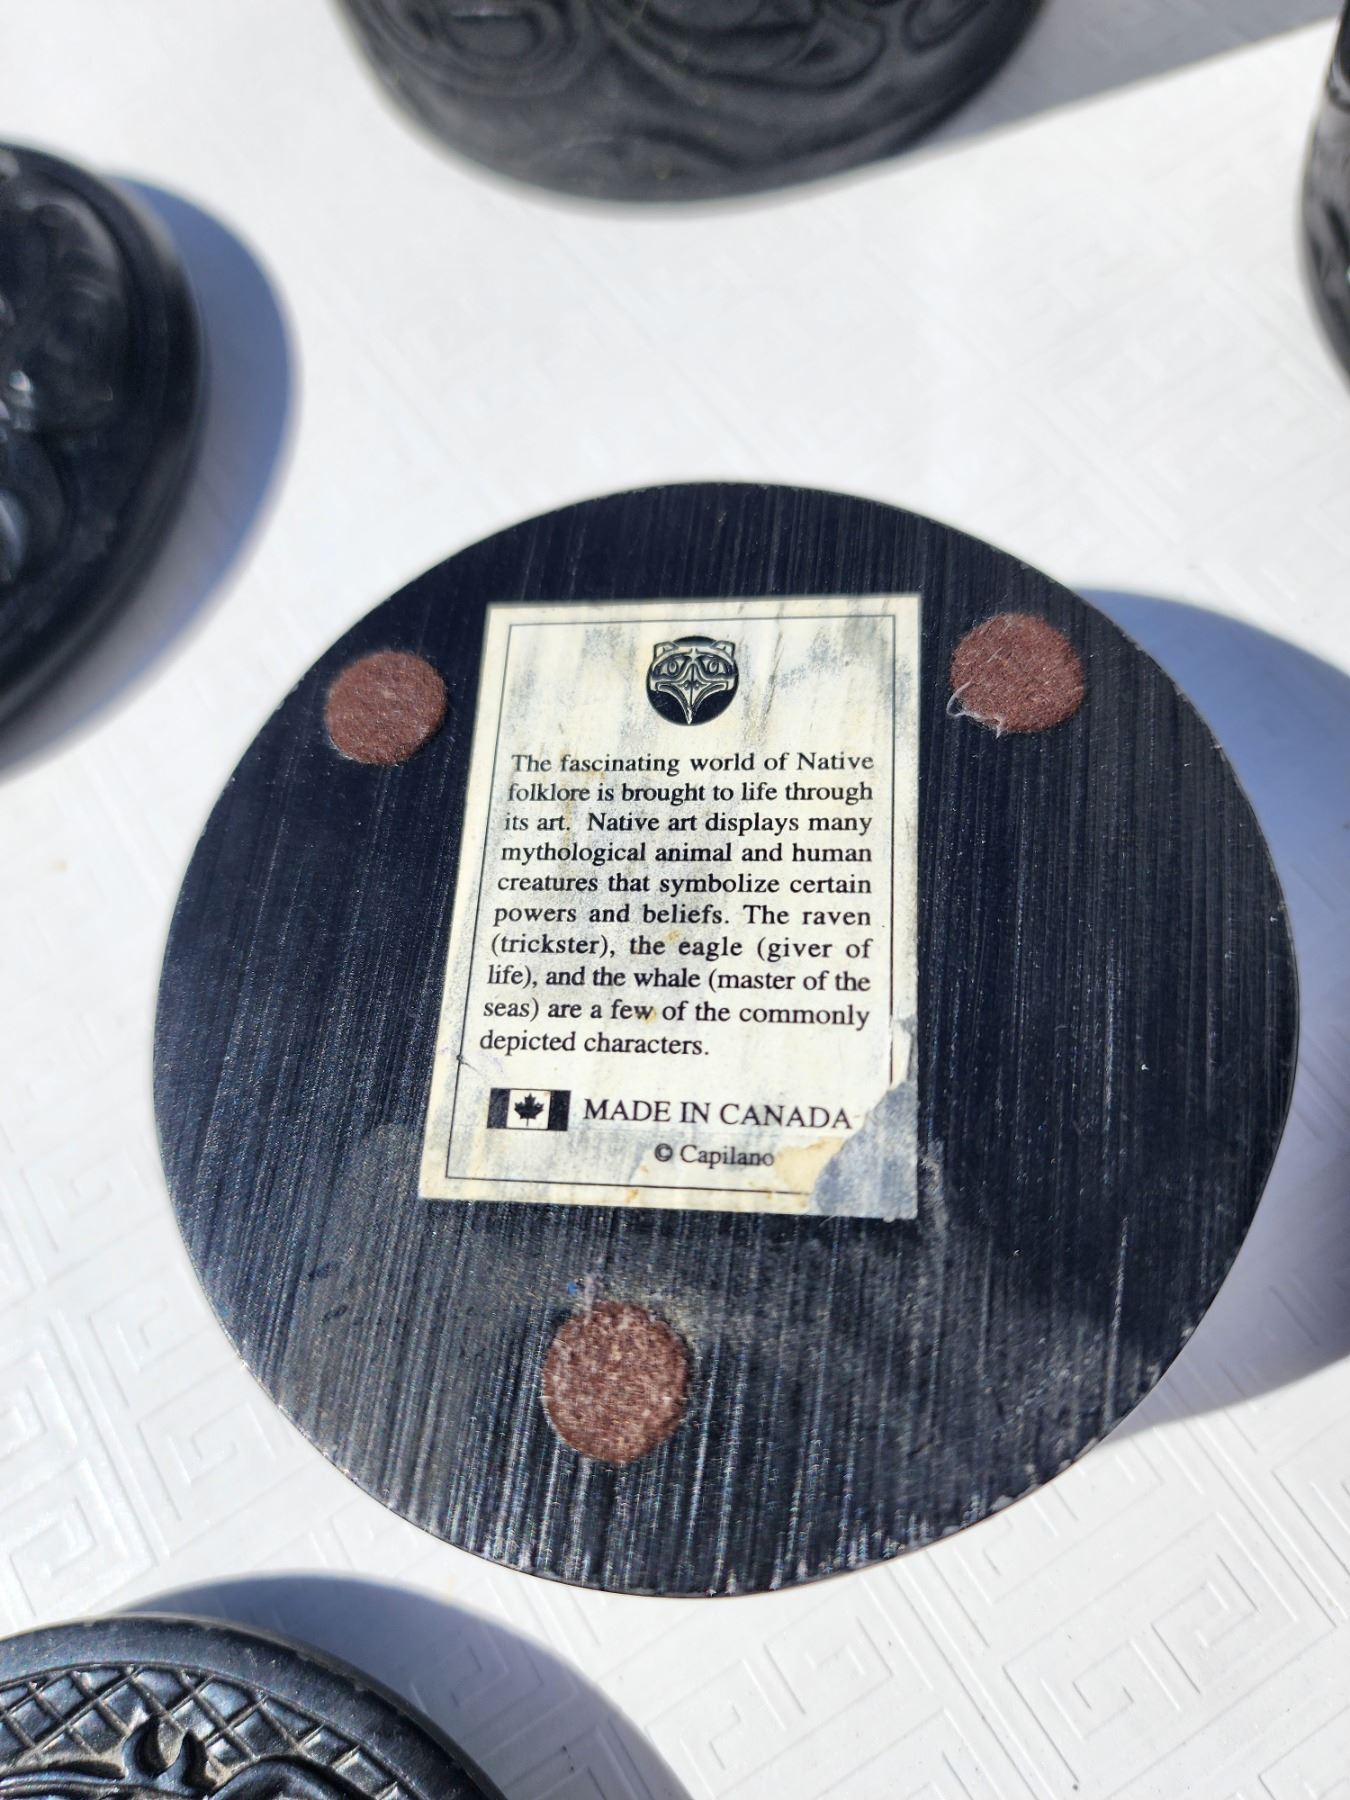 The fascinating world of Native
folklore is brought to life through
its art. Native art displays many
mythological animal and human
creatures that symbolize certain
powers and beliefs. The raven
(trickster), the eagle (giver of
life), and the whale (master of the
seas) are a few of the commonly
depicted characters.
MADE IN CANADA
© Capilano